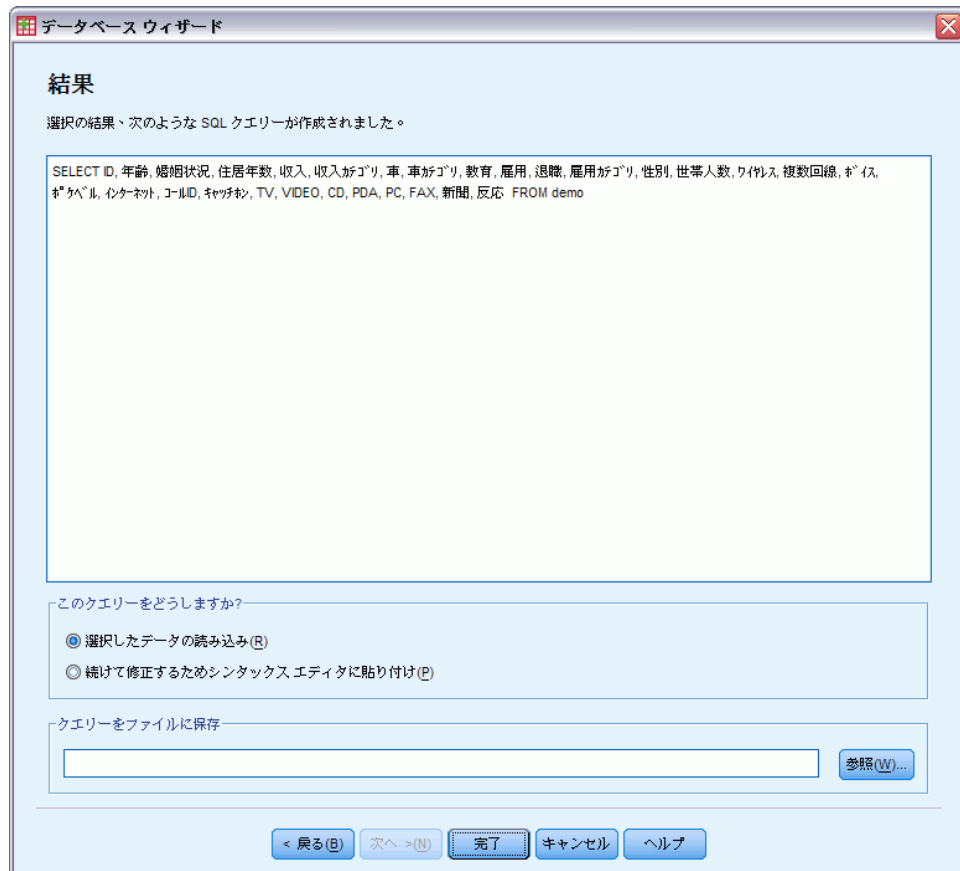 データベース ウィザード
結果
選択の結果、次のような SQL クエリーが作成されました。
SELECT ID, 年齢, 婚姻状況, 住居年数, 収入, 収入ｶﾃｺﾞﾘ, 車, 車ｶﾃｺﾞﾘ, 教育, 雇用, 退職, 雇用ｶﾃｺﾞﾘ, 性別, 世帯人数, ﾜｲﾔﾚｽ, 複数回線, ﾎﾞｲｽ,
ﾎﾟｹﾍﾞﾙ, ｲﾝﾀｰﾈｯﾄ, ｺｰﾙID, ｷｬｯﾁﾎﾝ, TV, VIDEO, CD, PDA, PC, FAX, 新聞, 反応 FROM demo
このクエリーをどうしますか?
選択したデータの読み込み(R)
続けて修正するためシンタックス エディタに貼り付け(P)
クエリーをファイルに保存
参照(W)...
< 戻る(B) 次へ >(N) 完了 キャンセル ヘルプ